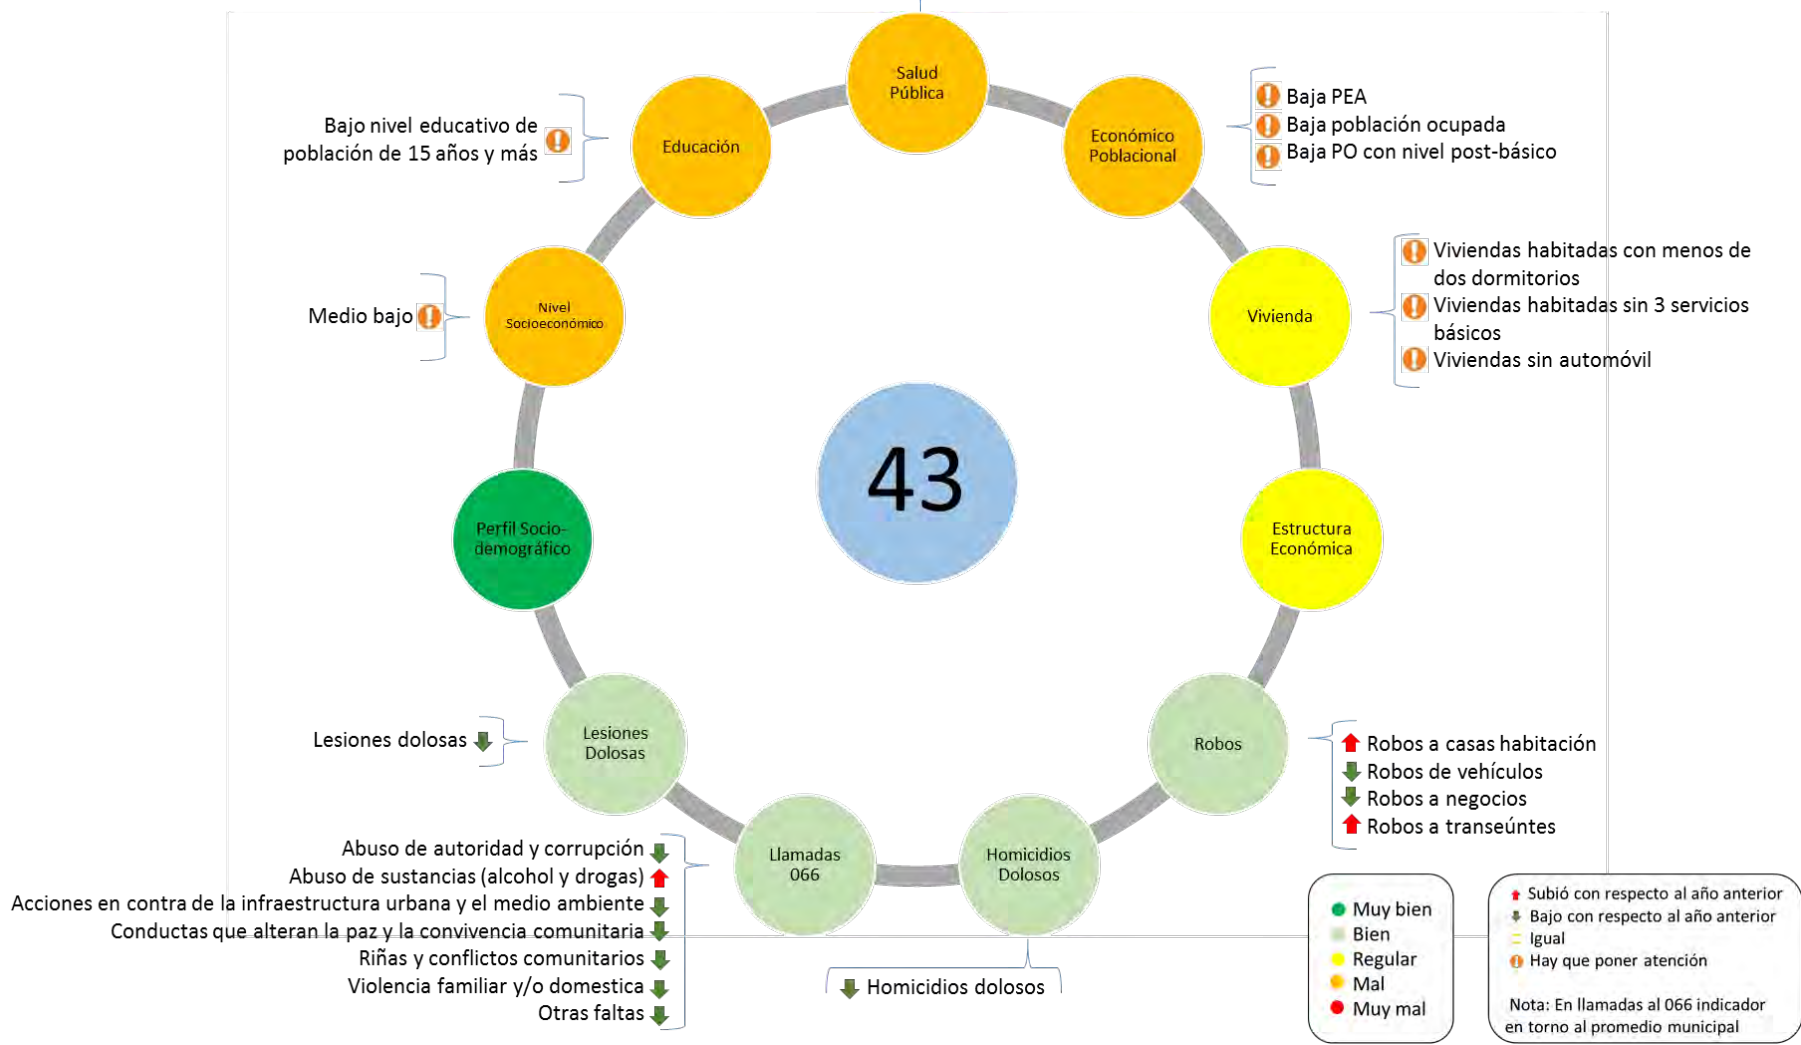 Salud
Pública
Educación
Bajo nivel educativo de
población de 15 años y más
Económico
Poblacional
Baja PEA
Baja población ocupada
Baja PO con nivel post-básico
Nivel
Socioeconómico
Medio bajo
Vivienda
Viviendas habitadas con menos de
dos dormitorios
Viviendas habitadas sin 3 servicios
básicos
Viviendas sin automóvil
43
Perfil Socio-
demográfico
Estructura
Económica
Lesiones
Dolosas
Lesiones dolosas
Robos
Robos a casas habitación
Robos de vehículos
Robos a negocios
Robos a transeúntes
Llamadas
066
Abuso de autoridad y corrupción
Abuso de sustancias (alcohol y drogas)
Acciones en contra de la infraestructura urbana y el medio ambiente
Conductas que alteran la paz y la convivencia comunitaria
Riñas y conflictos comunitarios
Violencia familiar y/o domestica
Otras faltas
Homicidios
Dolosos
Homicidios dolosos
Muy bien
Bien
Regular
Mal
Muy mal
Subió con respecto al año anterior
Bajo con respecto al año anterior
Igual
Hay que poner atención
Nota: En llamadas al 066 indicador
en torno al promedio municipal